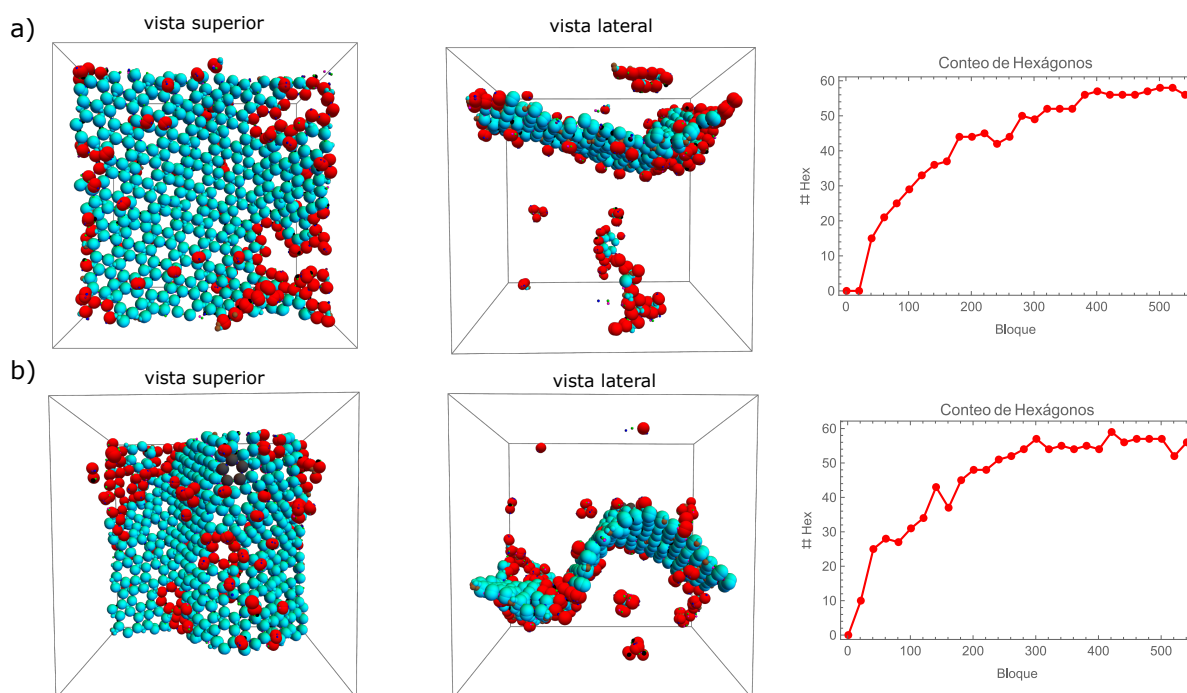 a)
vista superior
vista lateral
Conteo de Hexágonos
60
50
40
30
20
10
0
# Hex
0
100
200
300
400
500
Bloque
b)
vista superior
vista lateral
Conteo de Hexágonos
60
50
40
30
20
10
0
# Hex
0
100
200
300
400
500
Bloque